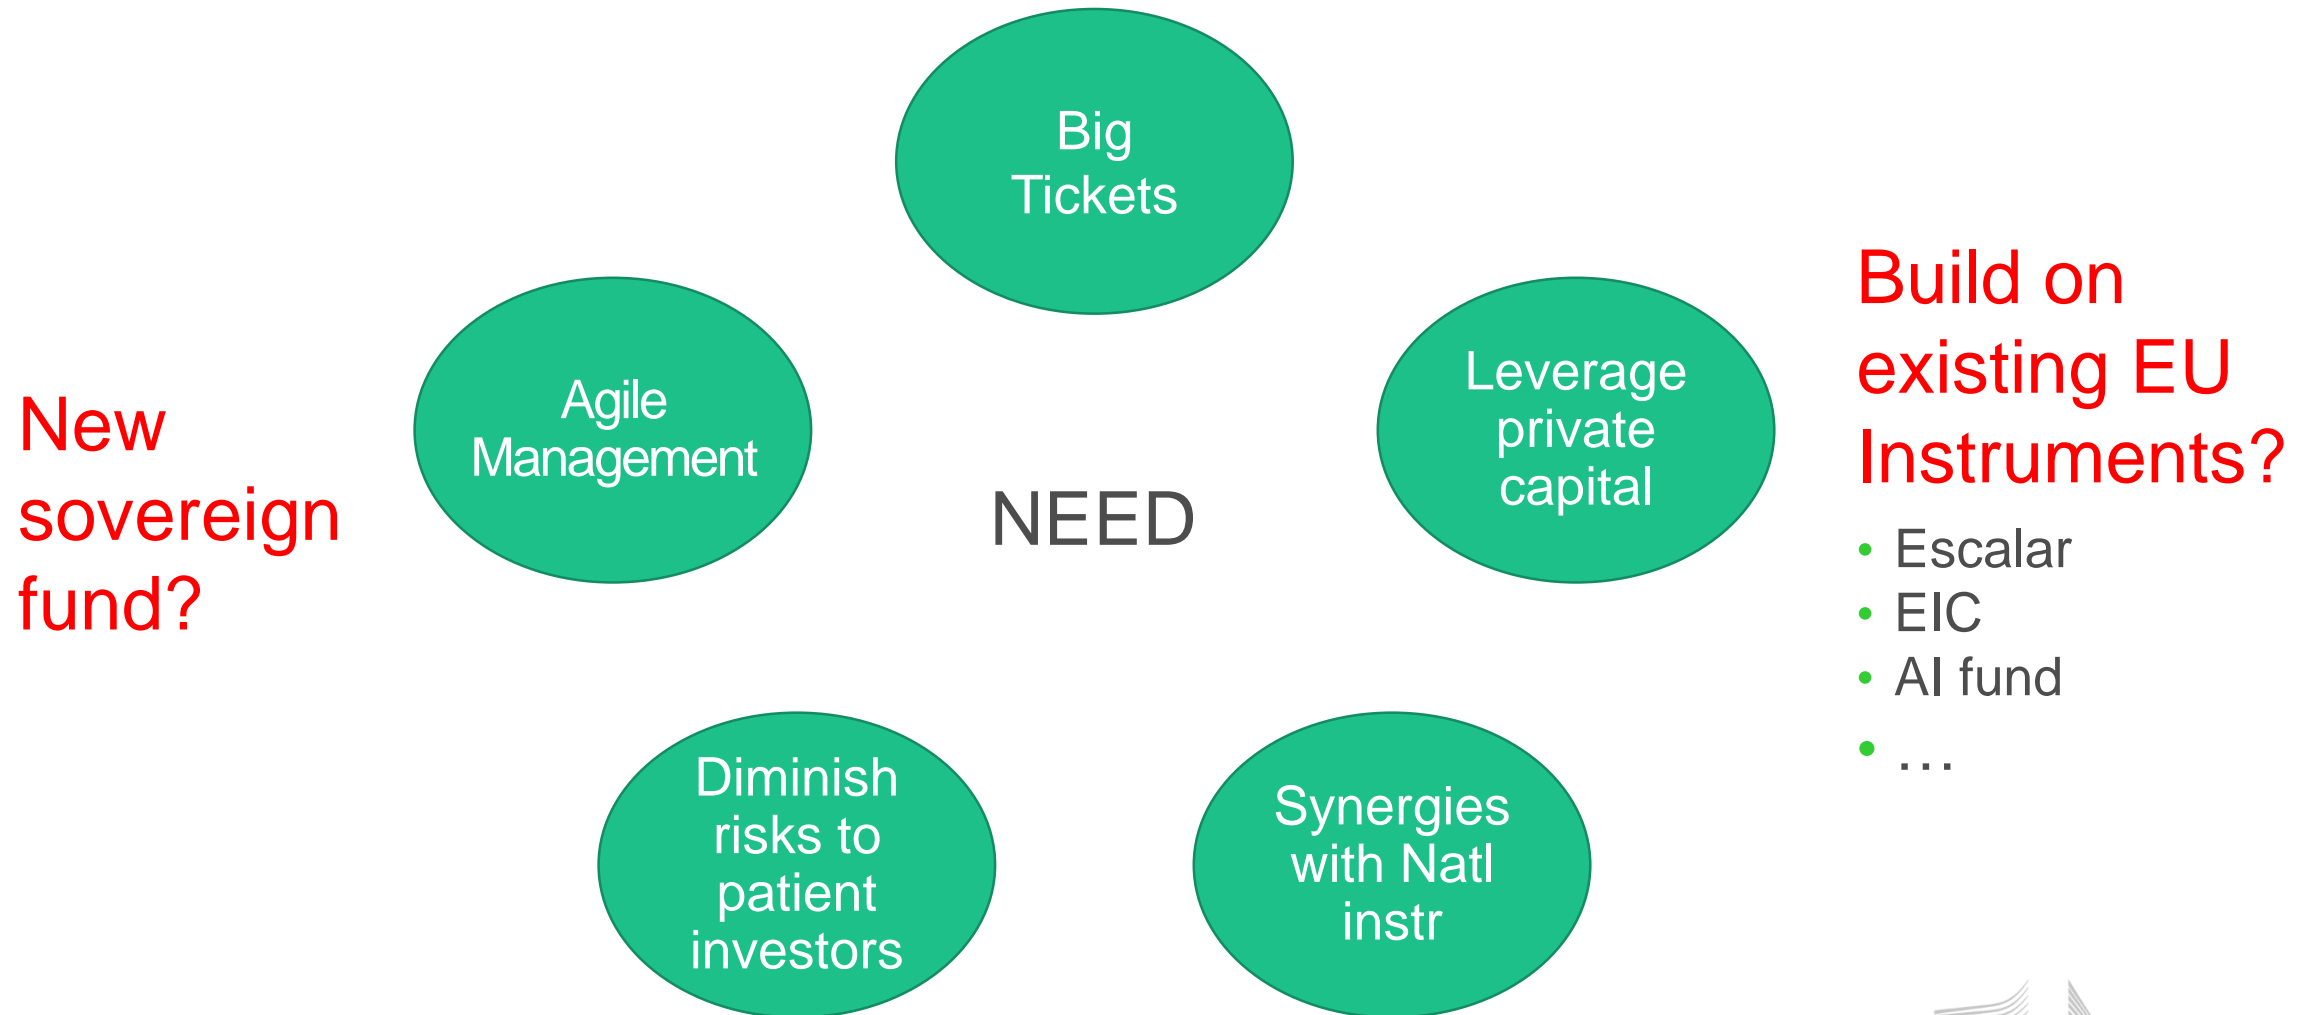 Big
Tickets
Agile
Management
Leverage
private
capital
NEED
Diminish
risks to
patient
investors
Synergies
with Natl
instr
New
sovereign
fund?
Build on
existing EU
Instruments?
• Escalar
• EIC
• AI fund
• …